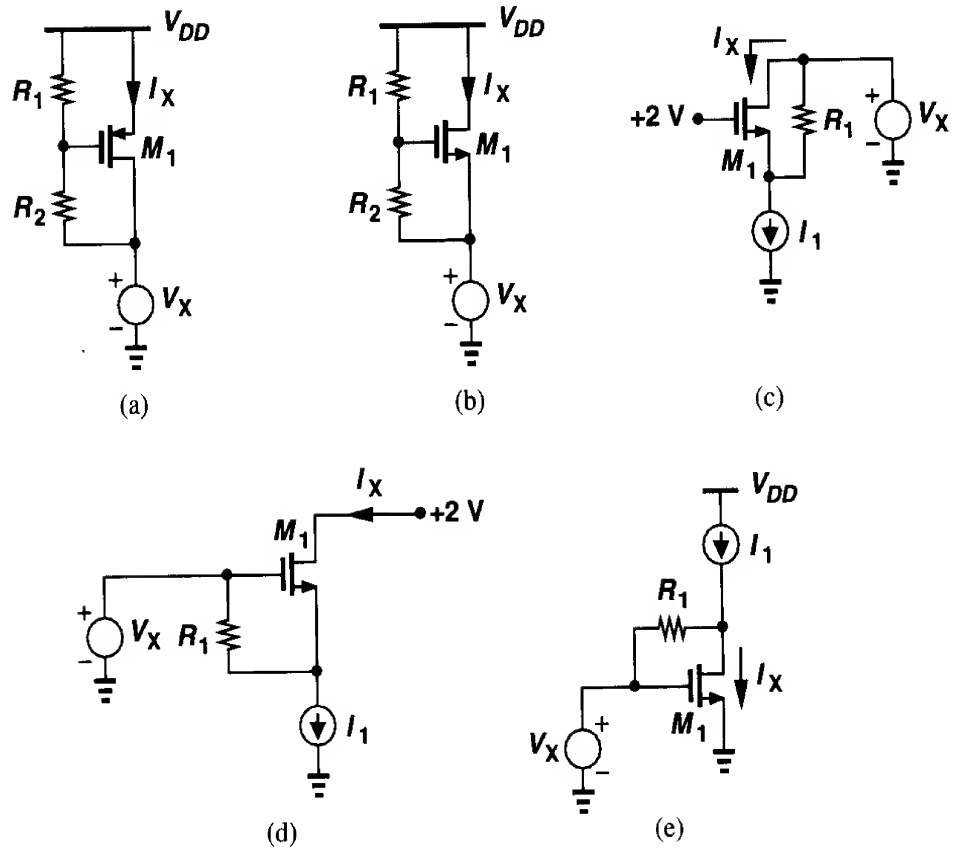 V_DD
R_1
I_X
M_1
R_2
+
−
V_X
(a)
V_DD
R_1
I_X
M_1
R_2
+
−
V_X
(b)
I_X
+2 V
M_1
R_1
+
−
V_X
I_1
(c)
I_X
+2 V
M_1
+
−
V_X
R_1
I_1
(d)
V_DD
I_1
R_1
I_X
M_1
V_X
+
−
(e)